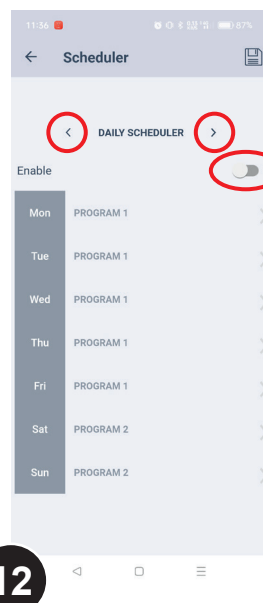 11:36 87%
Scheduler
DAILY SCHEDULER
Enable
Mon PROGRAM 1
Tue PROGRAM 1
Wed PROGRAM 1
Thu PROGRAM 1
Fri PROGRAM 1
Sat PROGRAM 2
Sun PROGRAM 2
12